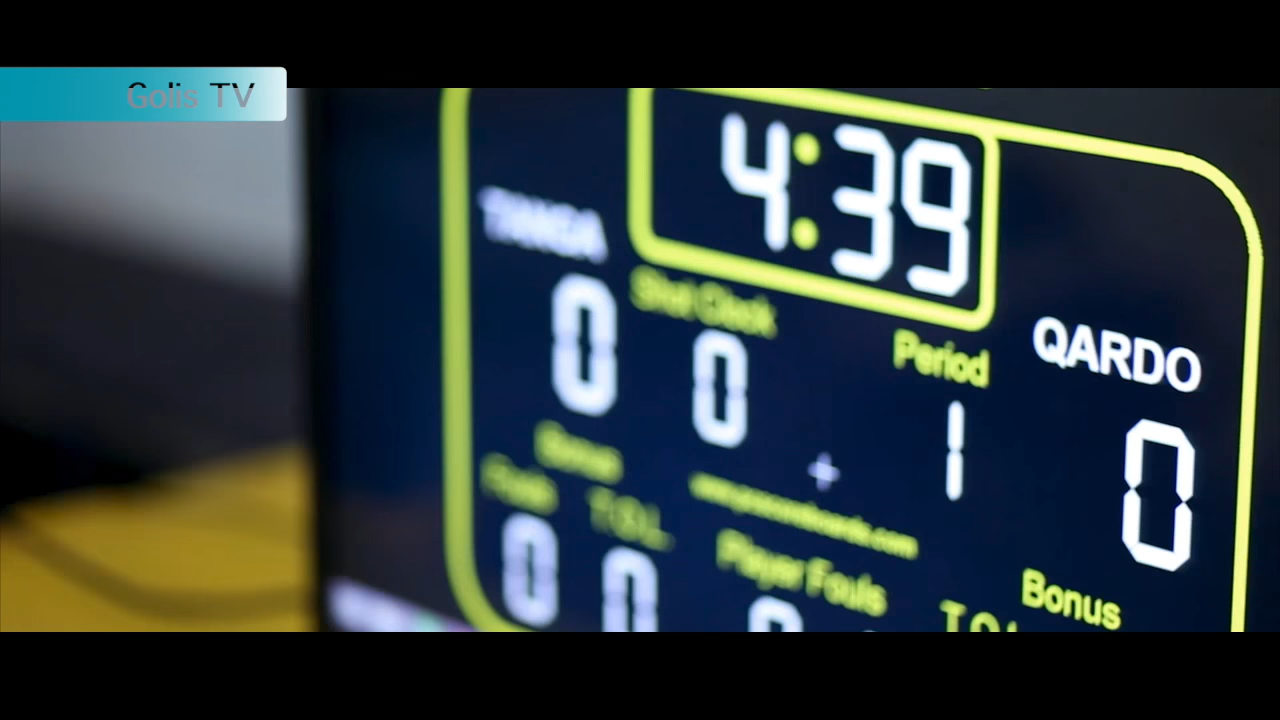 Golis TV
4:39
TANGA
Shot Clock
QARDO
0
0
Period
1
0
Bonus
Fouls
T.O.L.
0
0
Player Fouls
Bonus